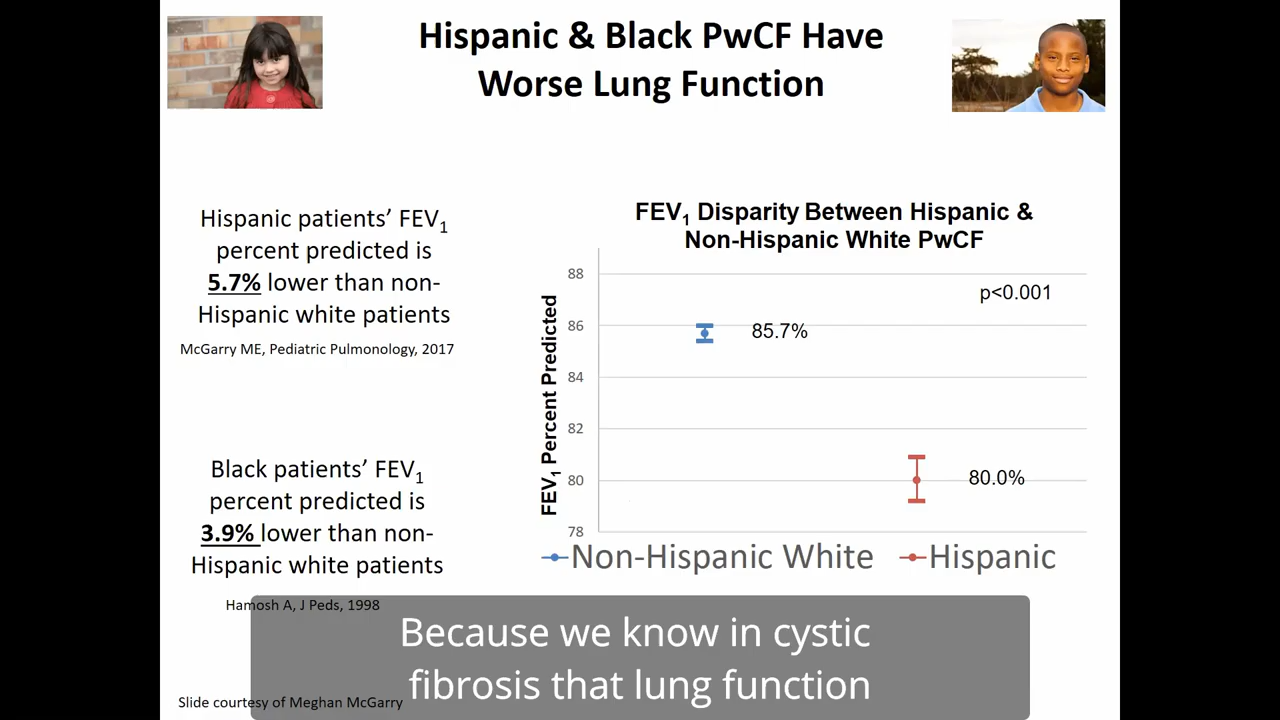 Hispanic & Black PwCF Have
Worse Lung Function
Hispanic patients’ FEV1
percent predicted is
5.7% lower than non-
Hispanic white patients
McGarry ME, Pediatric Pulmonology, 2017
Black patients’ FEV1
percent predicted is
3.9% lower than non-
Hispanic white patients
Hamosh A, J Peds, 1998
Slide courtesy of Meghan McGarry
FEV1 Disparity Between Hispanic &
Non-Hispanic White PwCF
FEV1 Percent Predicted
88
86
84
82
80
78
p<0.001
85.7%
80.0%
Non-Hispanic White
Hispanic
Because we know in cystic
fibrosis that lung function